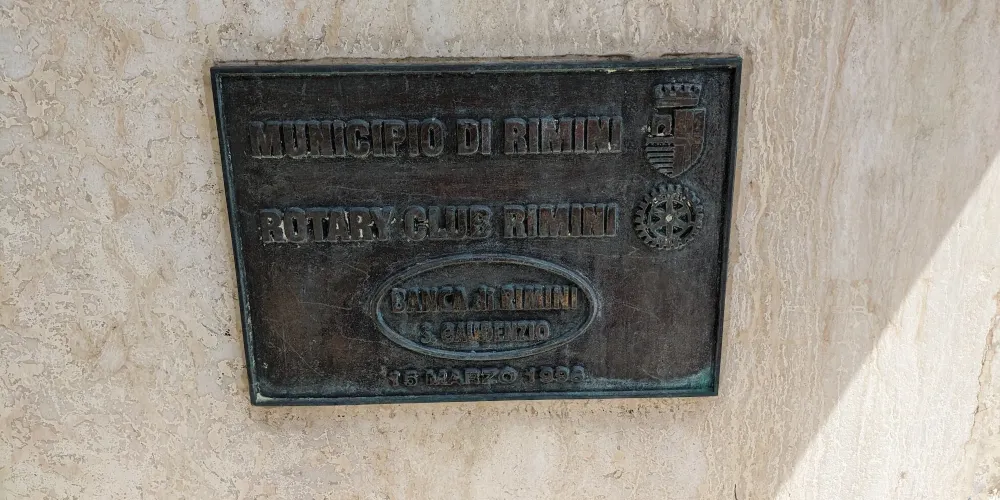 MUNICIPIO DI RIMINI
ROTARY CLUB RIMINI
BANCA di RIMINI
S. GAUDENZIO
15 MARZO